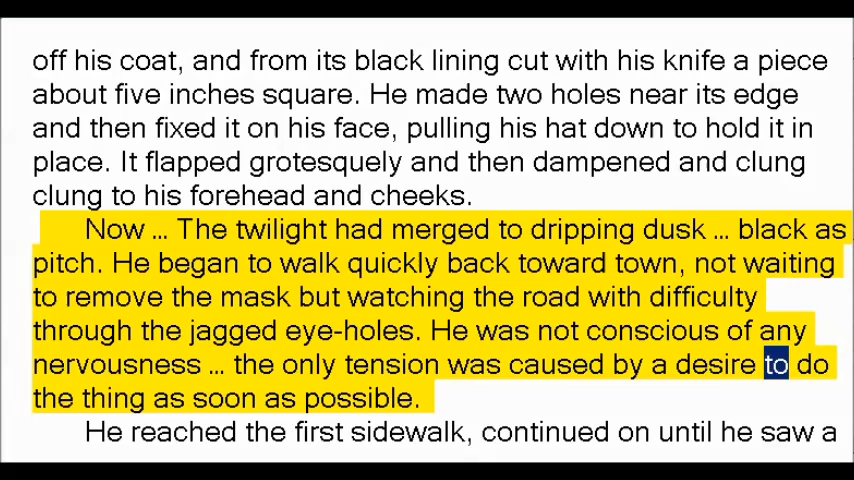 off his coat, and from its black lining cut with his knife a piece
about five inches square. He made two holes near its edge
and then fixed it on his face, pulling his hat down to hold it in
place. It flapped grotesquely and then dampened and clung
clung to his forehead and cheeks.
Now ... The twilight had merged to dripping dusk ... black as
pitch. He began to walk quickly back toward town, not waiting
to remove the mask but watching the road with difficulty
through the jagged eye-holes. He was not conscious of any
nervousness ... the only tension was caused by a desire to do
the thing as soon as possible.
He reached the first sidewalk, continued on until he saw a